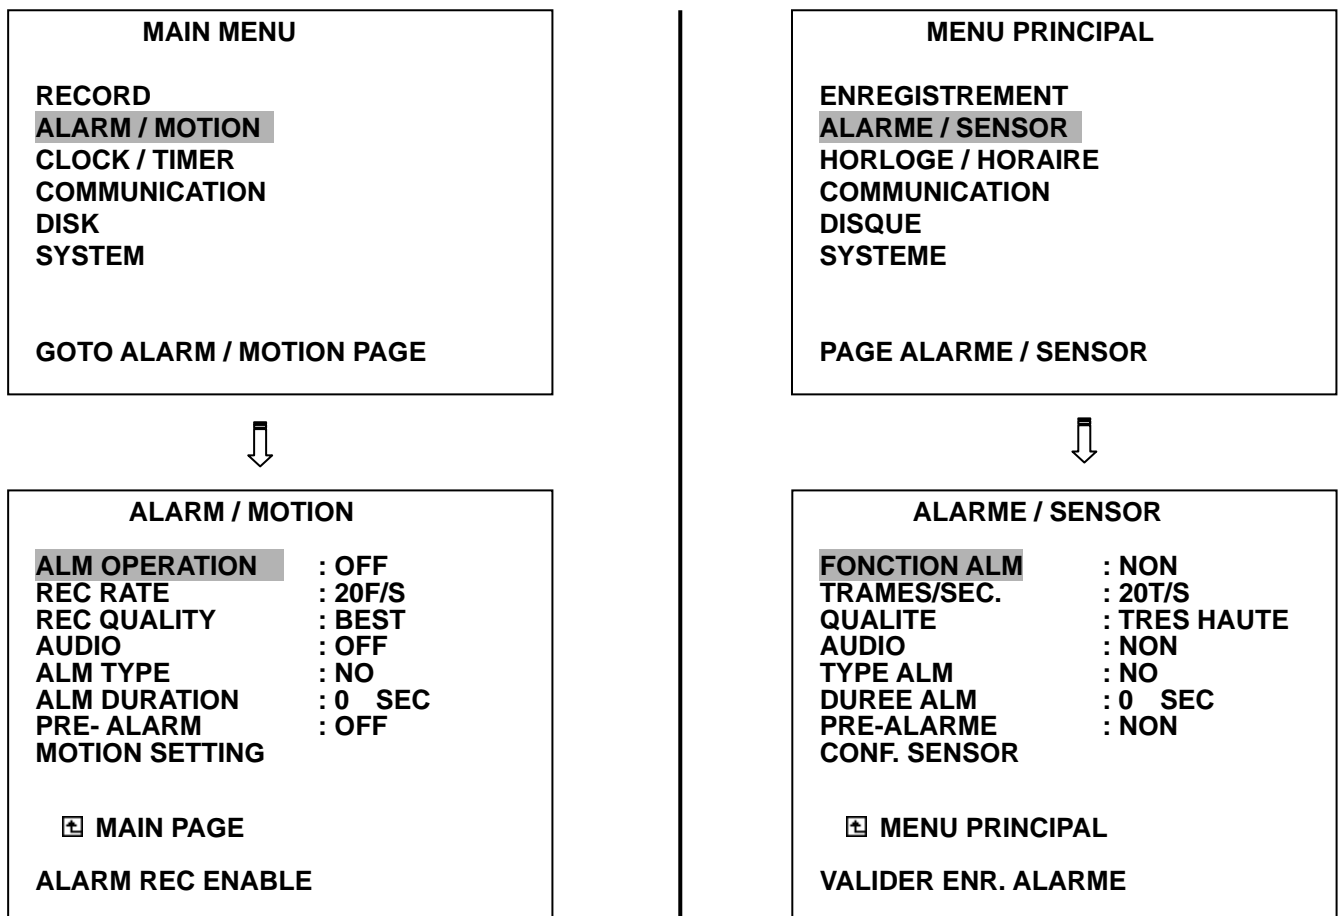 MAIN MENU
RECORD
ALARM / MOTION
CLOCK / TIMER
COMMUNICATION
DISK
SYSTEM
GOTO ALARM / MOTION PAGE
ALARM / MOTION
ALM OPERATION : OFF
REC RATE : 20F/S
REC QUALITY : BEST
AUDIO : OFF
ALM TYPE : NO
ALM DURATION : 0 SEC
PRE- ALARM : OFF
MOTION SETTING
MAIN PAGE
ALARM REC ENABLE
MENU PRINCIPAL
ENREGISTREMENT
ALARME / SENSOR
HORLOGE / HORAIRE
COMMUNICATION
DISQUE
SYSTEME
PAGE ALARME / SENSOR
ALARME / SENSOR
FONCTION ALM : NON
TRAMES/SEC. : 20T/S
QUALITE : TRES HAUTE
AUDIO : NON
TYPE ALM : NO
DUREE ALM : 0 SEC
PRE-ALARME : NON
CONF. SENSOR
MENU PRINCIPAL
VALIDER ENR. ALARME